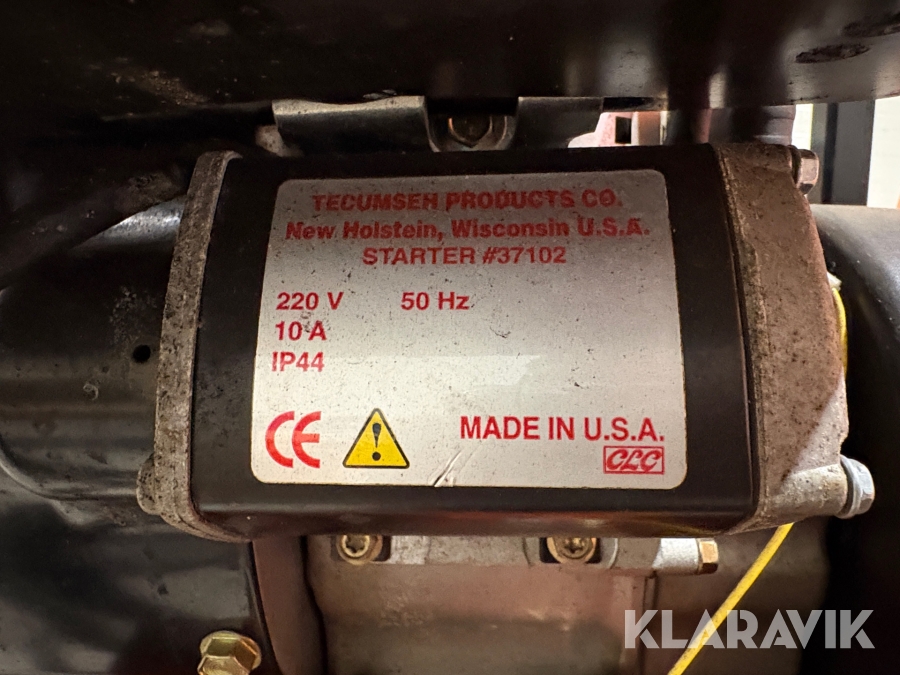 TECUMSEH PRODUCTS CO.
New Holstein, Wisconsin U.S.A.
STARTER #37102
220 V 50 Hz
10 A
IP44
CE
MADE IN U.S.A.
CLC
KLARAVIK